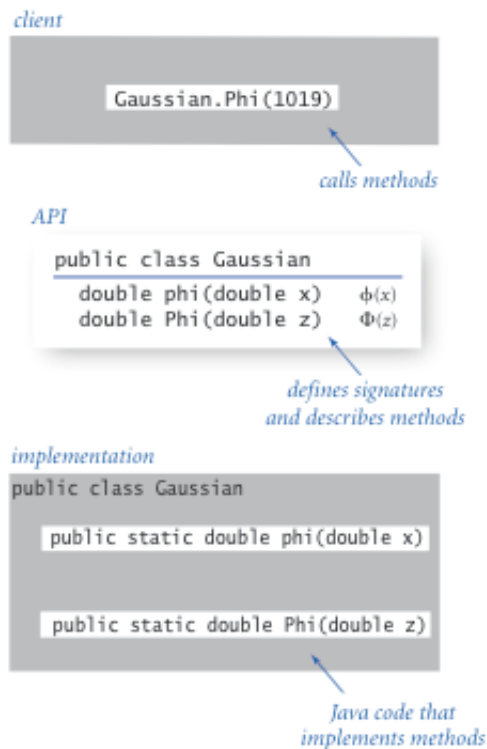 client
Gaussian.Phi(1019)
calls methods
API
public class Gaussian
double phi(double x) ϕ(x)
double Phi(double z) Φ(z)
defines signatures
and describes methods
implementation
public class Gaussian
public static double phi(double x)
public static double Phi(double z)
Java code that
implements methods